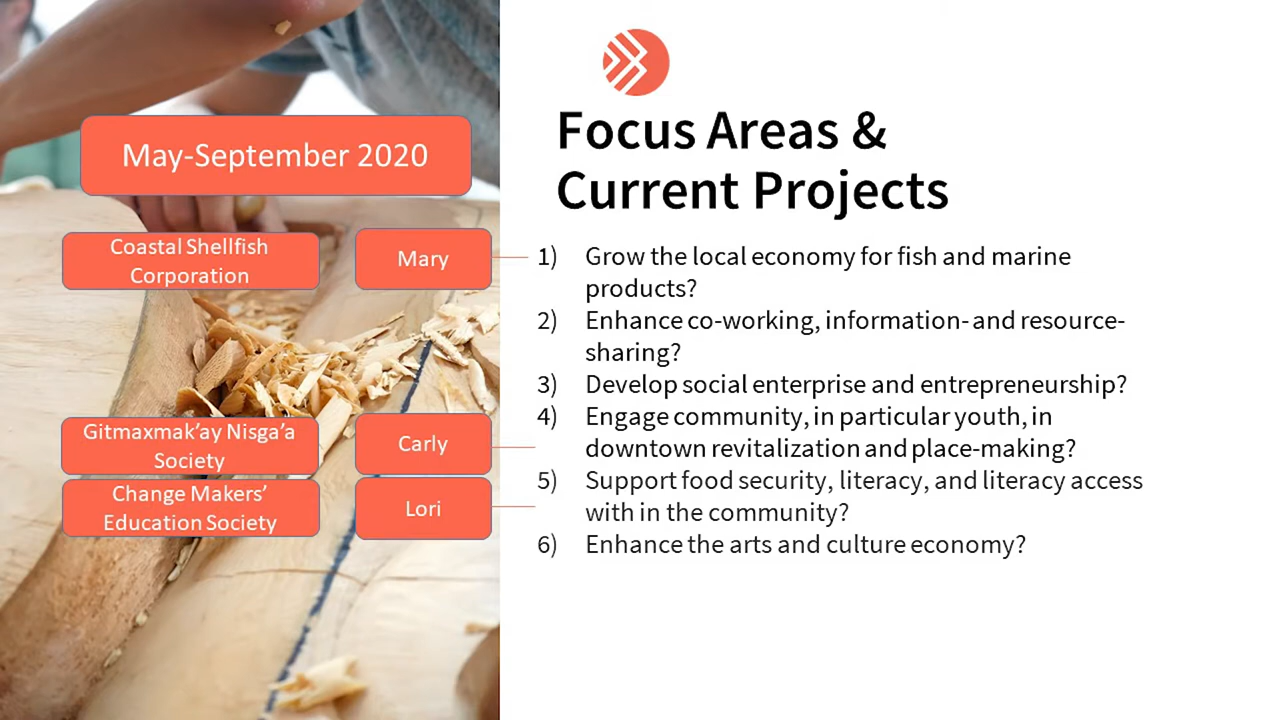 May-September 2020
Coastal Shellfish
Corporation
Mary
Gitmaxmak’ay Nisga’a
Society
Carly
Change Makers’
Education Society
Lori
Focus Areas &
Current Projects
1) Grow the local economy for fish and marine
products?
2) Enhance co-working, information- and resource-
sharing?
3) Develop social enterprise and entrepreneurship?
4) Engage community, in particular youth, in
downtown revitalization and place-making?
5) Support food security, literacy, and literacy access
with in the community?
6) Enhance the arts and culture economy?